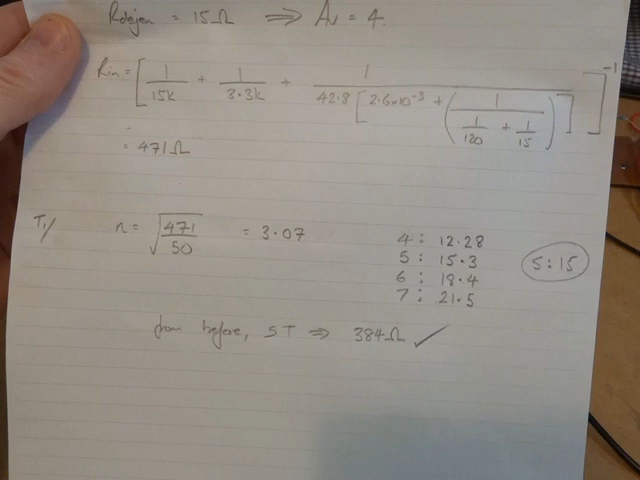 Rdegen = 15Ω ⟹ Av = 4.
Rin = [ 1/15k + 1/3.3k + 1/(42.8[2.6x10⁻³ + (1/(1/120 + 1/15))]) ]⁻¹
= 471Ω
T1/ n = √(471/50) = 3.07
4 : 12.28
5 : 15.3
6 : 18.4
7 : 21.5
5:15
from before, 5T ⟹ 384Ω ✓